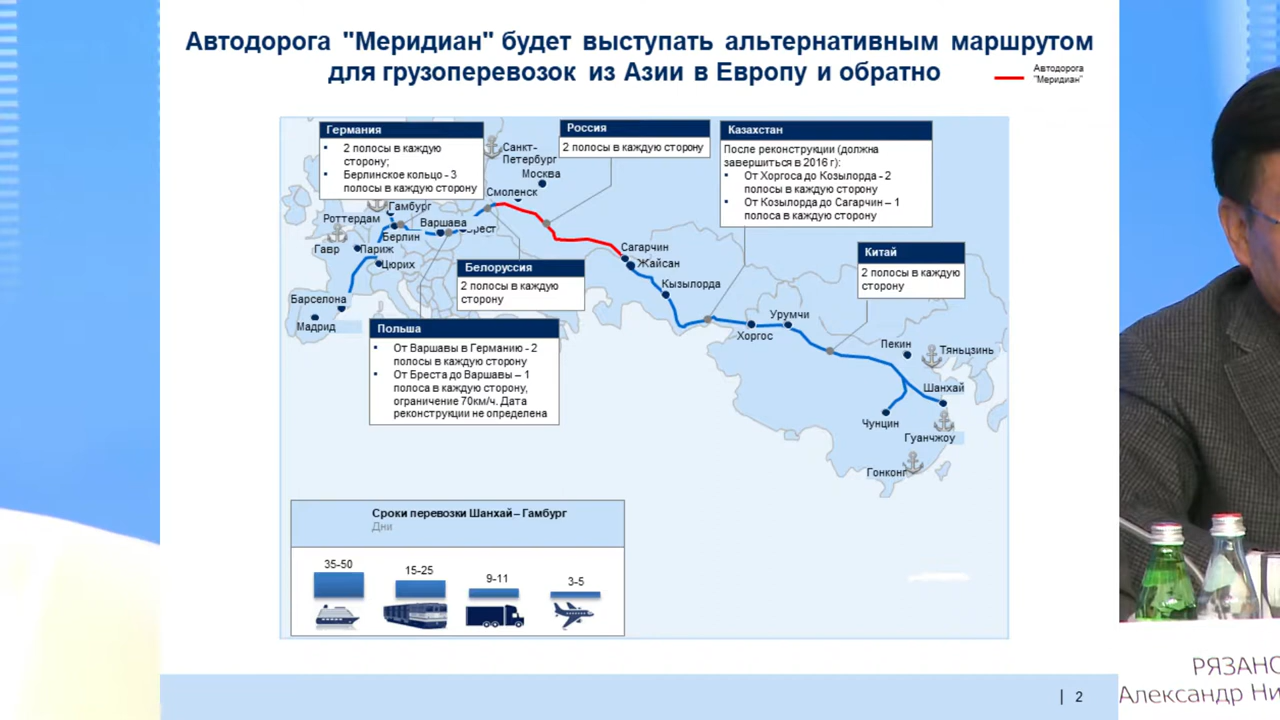 Автодорога "Меридиан" будет выступать альтернативным маршрутом
для грузоперевозок из Азии в Европу и обратно
Автодорога
"Меридиан"
Германия
2 полосы в каждую
сторону;
Берлинское кольцо - 3
полосы в каждую сторону
Россия
2 полосы в каждую сторону
Казахстан
После реконструкции (должна
завершиться в 2016 г):
От Хоргоса до Козылорда - 2
полосы в каждую сторону
От Козылорда до Сагарчин – 1
полоса в каждую сторону
Китай
2 полосы в каждую
сторону
Белоруссия
2 полосы в каждую
сторону
Польша
От Варшавы в Германию - 2
полосы в каждую сторону
От Бреста до Варшавы – 1
полоса в каждую сторону,
ограничение 70км/ч. Дата
реконструкции не определена
Санкт-
Петербург
Москва
Смоленск
Гамбург
Роттердам
Варшава
Берлин
Гавр
Париж
Цюрих
Барселона
Мадрид
Сагарчин
Жайсан
Кызылорда
Хоргос
Урумчи
Пекин
Тяньцзинь
Шанхай
Чунцин
Гуанчжоу
Гонконг
Сроки перевозки Шанхай – Гамбург
Дни
35-50
15-25
9-11
3-5
| 2
РЯЗАНО
Александр Ни